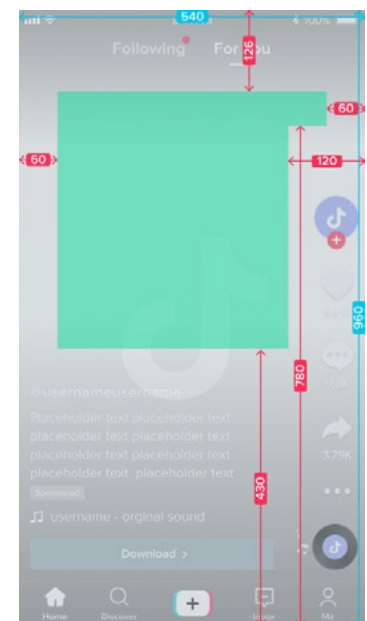 540
100%
Following
For You
126
60
60
120
960
780
@usernameusername
Placeholder text placeholder text
placeholder text placeholder text
placeholder text placeholder text
placeholder text placeholder text
3.79K
Sponsored
430
username - orginal sound
Download >
Home
Discover
Inbox
Me